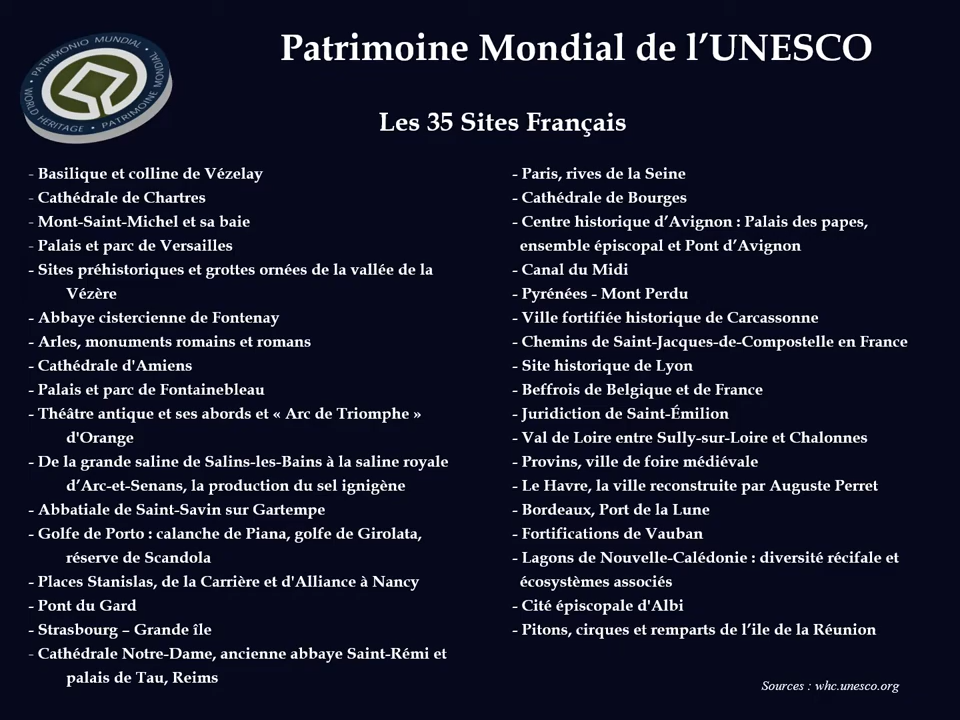 PATRIMONIO MUNDIAL • WORLD HERITAGE • PATRIMOINE MONDIAL
Patrimoine Mondial de l’UNESCO
Les 35 Sites Français
- Basilique et colline de Vézelay
- Cathédrale de Chartres
- Mont-Saint-Michel et sa baie
- Palais et parc de Versailles
- Sites préhistoriques et grottes ornées de la vallée de la
Vézère
- Abbaye cistercienne de Fontenay
- Arles, monuments romains et romans
- Cathédrale d'Amiens
- Palais et parc de Fontainebleau
- Théâtre antique et ses abords et « Arc de Triomphe »
d'Orange
- De la grande saline de Salins-les-Bains à la saline royale
d’Arc-et-Senans, la production du sel ignigène
- Abbatiale de Saint-Savin sur Gartempe
- Golfe de Porto : calanche de Piana, golfe de Girolata,
réserve de Scandola
- Places Stanislas, de la Carrière et d'Alliance à Nancy
- Pont du Gard
- Strasbourg – Grande île
- Cathédrale Notre-Dame, ancienne abbaye Saint-Rémi et
palais de Tau, Reims
- Paris, rives de la Seine
- Cathédrale de Bourges
- Centre historique d’Avignon : Palais des papes,
ensemble épiscopal et Pont d’Avignon
- Canal du Midi
- Pyrénées - Mont Perdu
- Ville fortifiée historique de Carcassonne
- Chemins de Saint-Jacques-de-Compostelle en France
- Site historique de Lyon
- Beffrois de Belgique et de France
- Juridiction de Saint-Émilion
- Val de Loire entre Sully-sur-Loire et Chalonnes
- Provins, ville de foire médiévale
- Le Havre, la ville reconstruite par Auguste Perret
- Bordeaux, Port de la Lune
- Fortifications de Vauban
- Lagons de Nouvelle-Calédonie : diversité récifale et
écosystèmes associés
- Cité épiscopale d'Albi
- Pitons, cirques et remparts de l’ile de la Réunion
Sources : whc.unesco.org